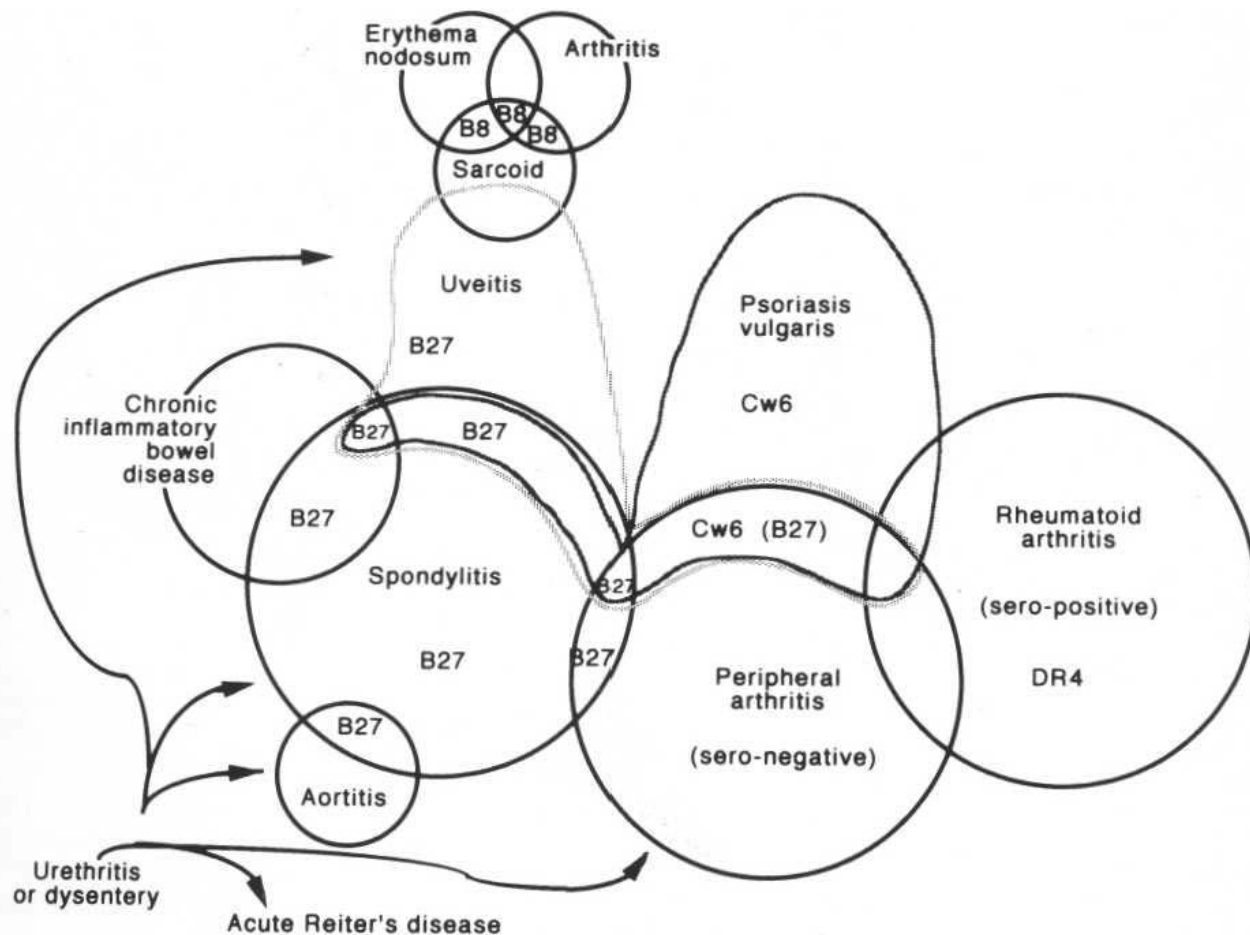 Erythema
nodosum
Arthritis
B8
B8
B8
Sarcoid
Uveitis
B27
Psoriasis
vulgaris
Cw6
Chronic
inflammatory
bowel
disease
B27
B27
B27
Cw6 (B27)
Rheumatoid
arthritis
(sero-positive)
DR4
Spondylitis
B27
B27
B27
Peripheral
arthritis
(sero-negative)
B27
Aortitis
Urethritis
or dysentery
Acute Reiter's disease